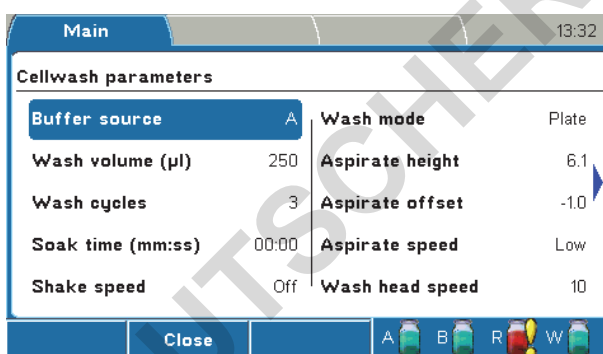 Main 13:32
Cellwash parameters
Buffer source A Wash mode Plate
Wash volume (µl) 250 Aspirate height 6.1
Wash cycles 3 Aspirate offset -1.0
Soak time (mm:ss) 00:00 Aspirate speed Low
Shake speed Off Wash head speed 10
Close A B R W
UTSCHER